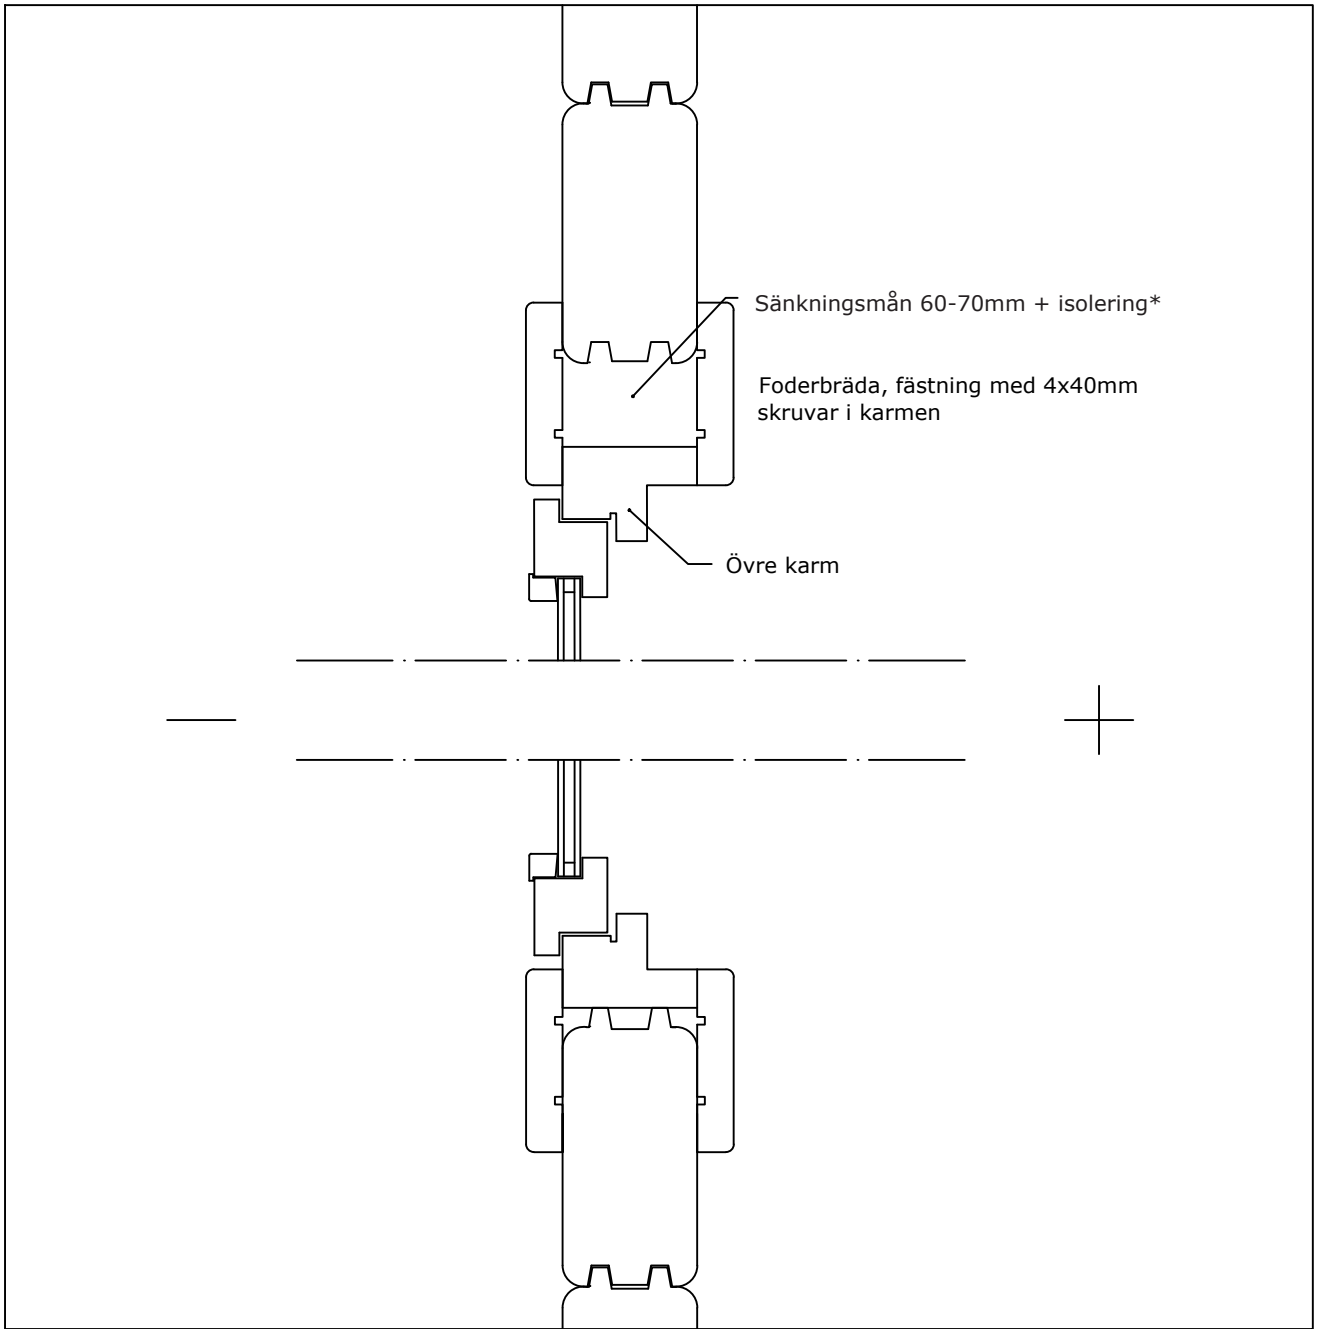 Sänkningsmån 60-70mm + isolering*
Foderbräda, fästning med 4x40mm
skruvar i karmen
Övre karm